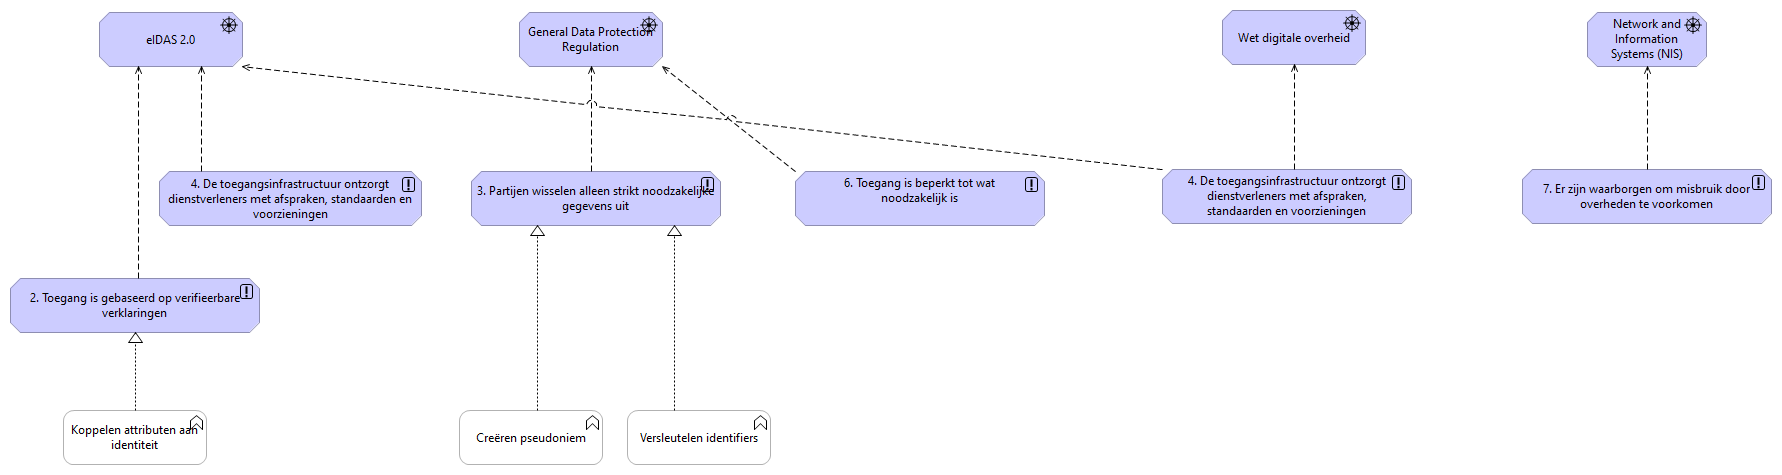 eIDAS 2.0
General Data Protection
Regulation
Wet digitale overheid
Network and
Information
Systems (NIS)
4. De toegangsinfrastructuur ontzorgt
dienstverleners met afspraken, standaarden en
voorzieningen
3. Partijen wisselen alleen strikt noodzakelijke
gegevens uit
6. Toegang is beperkt tot wat
noodzakelijk is
4. De toegangsinfrastructuur ontzorgt
dienstverleners met afspraken,
standaarden en voorzieningen
7. Er zijn waarborgen om misbruik door
overheden te voorkomen
2. Toegang is gebaseerd op verifieerbare
verklaringen
Koppelen attributen aan
identiteit
Creëren pseudoniem
Versleutelen identifiers